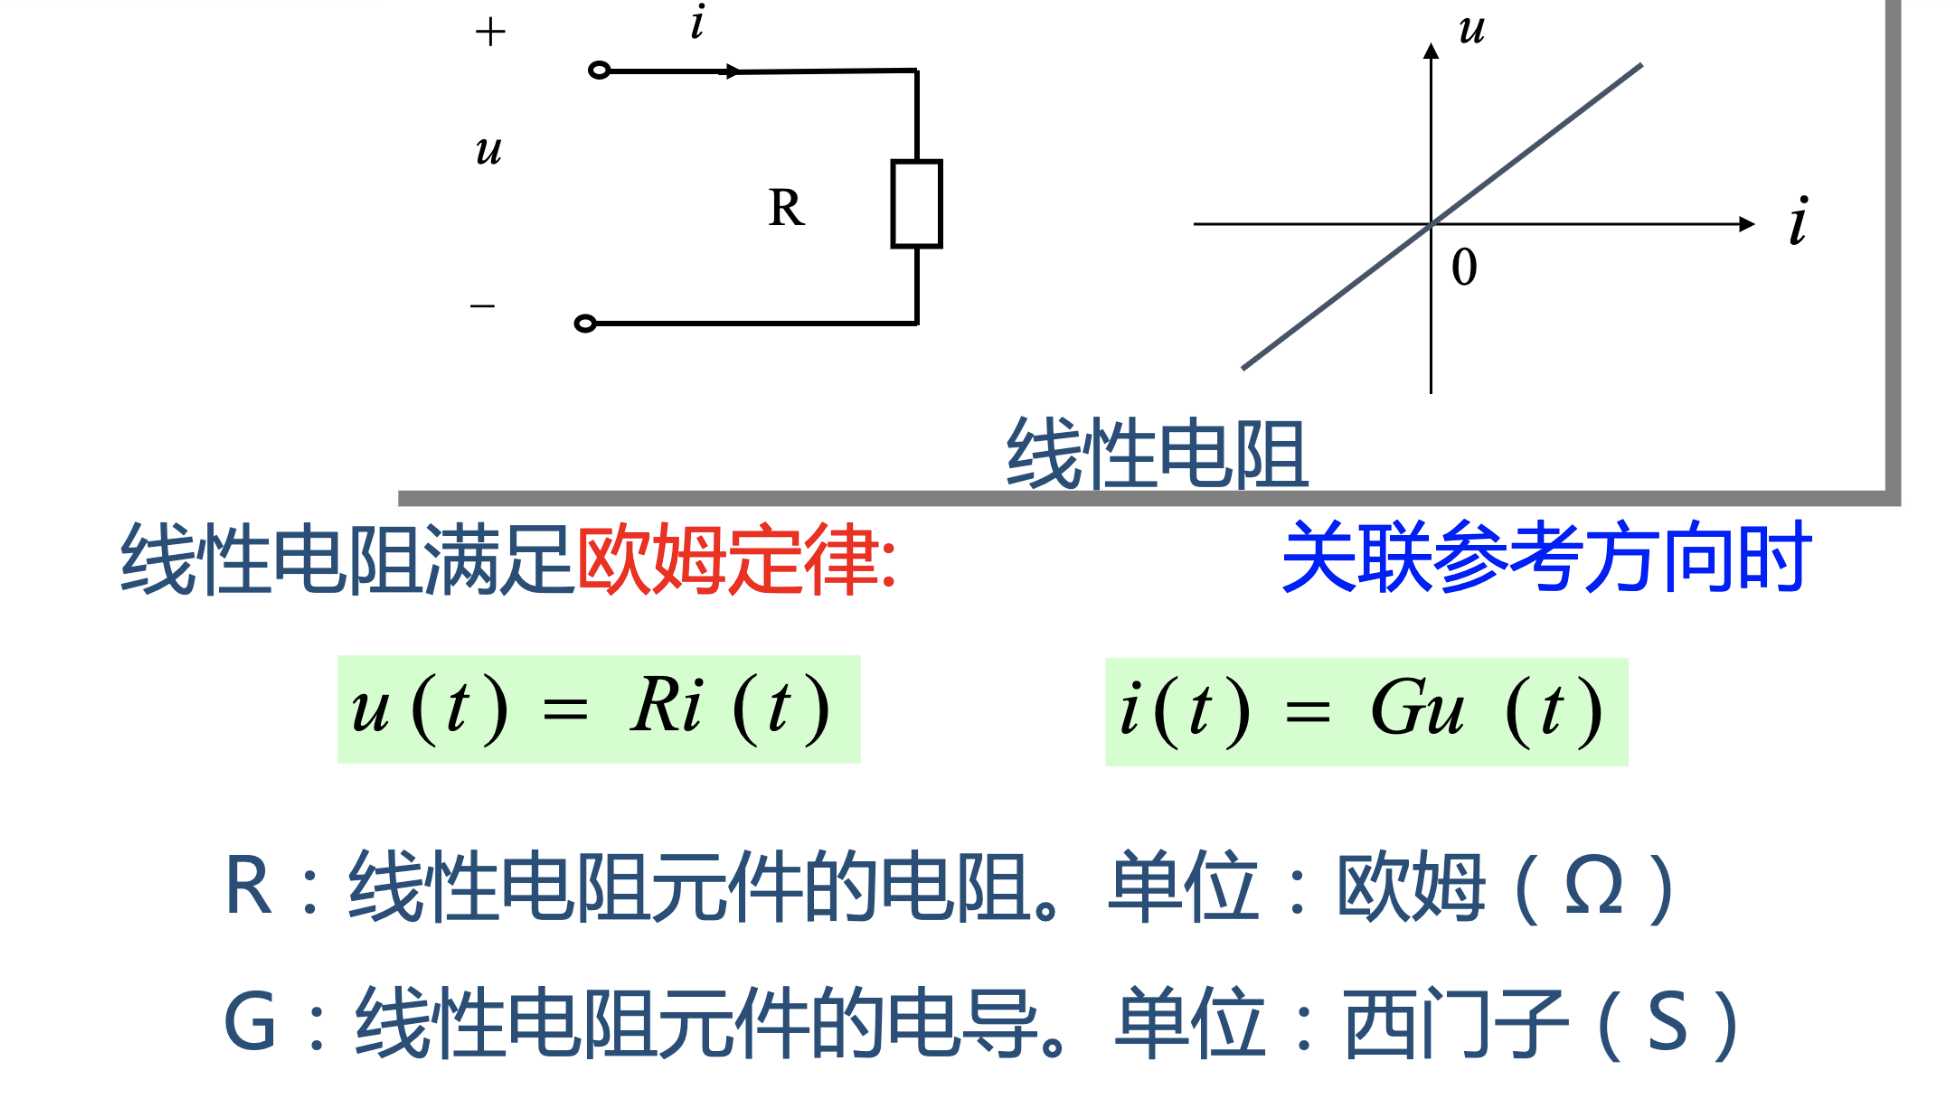 +
i
u
R
−
u
i
0
线性电阻
线性电阻满足欧姆定律: 关联参考方向时
u(t) = Ri(t) i(t) = Gu (t)
R：线性电阻元件的电阻。单位：欧姆（Ω）
G：线性电阻元件的电导。单位：西门子（S）